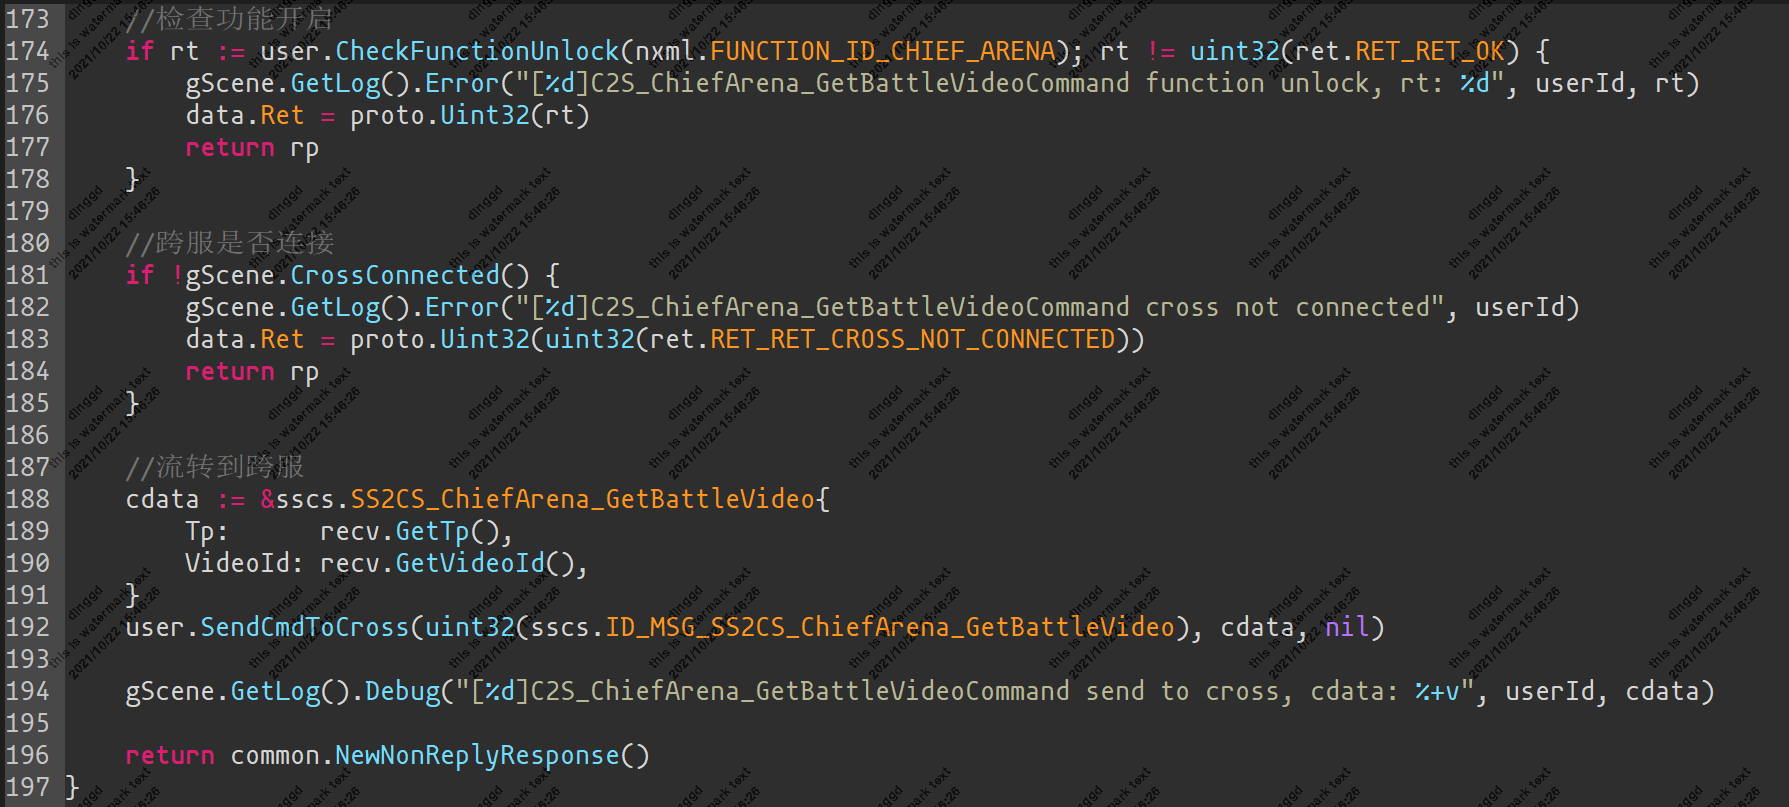 173 //检查功能开启
174 if rt := user.CheckFunctionUnlock(nxml.FUNCTION_ID_CHIEF_ARENA); rt != uint32(ret.RET_RET_OK) {
175 gScene.GetLog().Error("[%d]C2S_ChiefArena_GetBattleVideoCommand function unlock, rt: %d", userId, rt)
176 data.Ret = proto.Uint32(rt)
177 return rp
178 }
179
180 //跨服是否连接
181 if !gScene.CrossConnected() {
182 gScene.GetLog().Error("[%d]C2S_ChiefArena_GetBattleVideoCommand cross not connected", userId)
183 data.Ret = proto.Uint32(uint32(ret.RET_RET_CROSS_NOT_CONNECTED))
184 return rp
185 }
186
187 //流转到跨服
188 cdata := &sscs.SS2CS_ChiefArena_GetBattleVideo{
189 Tp: recv.GetTp(),
190 VideoId: recv.GetVideoId(),
191 }
192 user.SendCmdToCross(uint32(sscs.ID_MSG_SS2CS_ChiefArena_GetBattleVideo), cdata, nil)
193
194 gScene.GetLog().Debug("[%d]C2S_ChiefArena_GetBattleVideoCommand send to cross, cdata: %+v", userId, cdata)
195
196 return common.NewNonReplyResponse()
197 }
dinggd
this is watermark text
2021/10/22 15:46:26